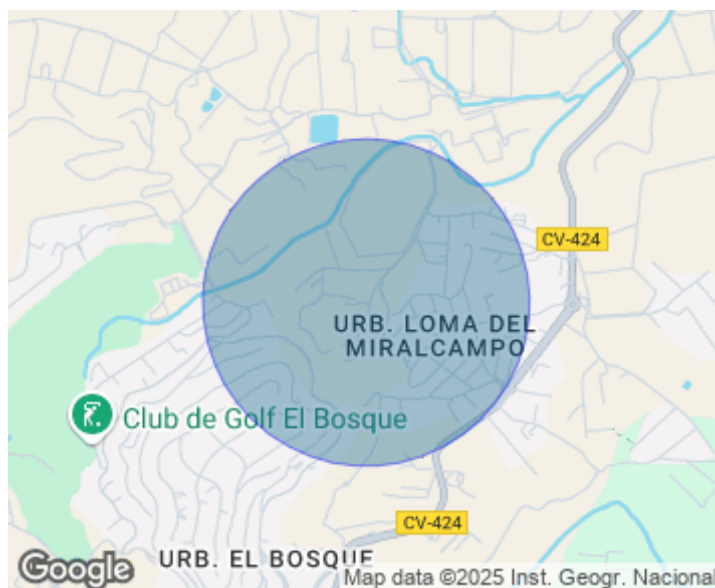 CV-424
URB. LOMA DEL
MIRALCAMPO
Club de Golf El Bosque
CV-424
URB. EL BOSQUE
Google
Map data ©2025 Inst. Geogr. Nacional